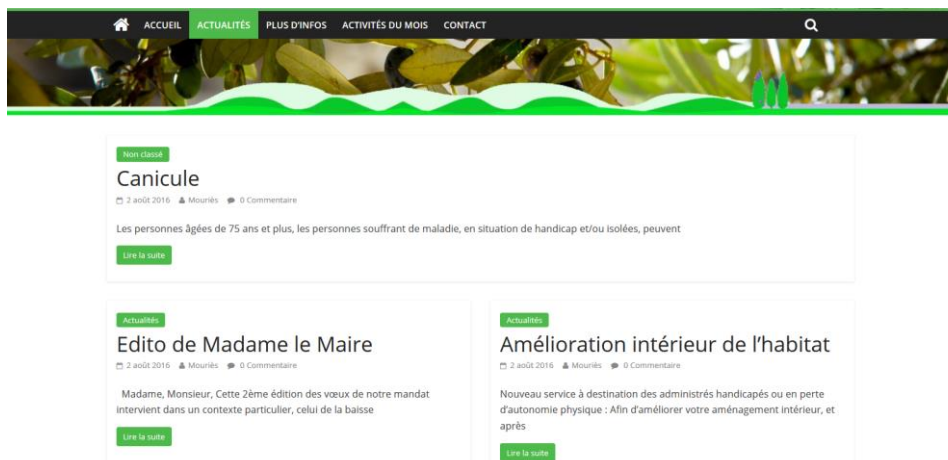 ACCUEIL ACTUALITÉS PLUS D'INFOS ACTIVITÉS DU MOIS CONTACT
Non classé
Canicule
2 août 2016 Mouriès 0 Commentaire
Les personnes âgées de 75 ans et plus, les personnes souffrant de maladie, en situation de handicap et/ou isolées, peuvent
Lire la suite
Actualités
Edito de Madame le Maire
2 août 2016 Mouriès 0 Commentaire
Madame, Monsieur, Cette 2ème édition des vœux de notre mandat
intervient dans un contexte particulier, celui de la baisse
Lire la suite
Actualités
Amélioration intérieur de l'habitat
2 août 2016 Mouriès 0 Commentaire
Nouveau service à destination des administrés handicapés ou en perte
d'autonomie physique : Afin d'améliorer votre aménagement intérieur, et
après
Lire la suite